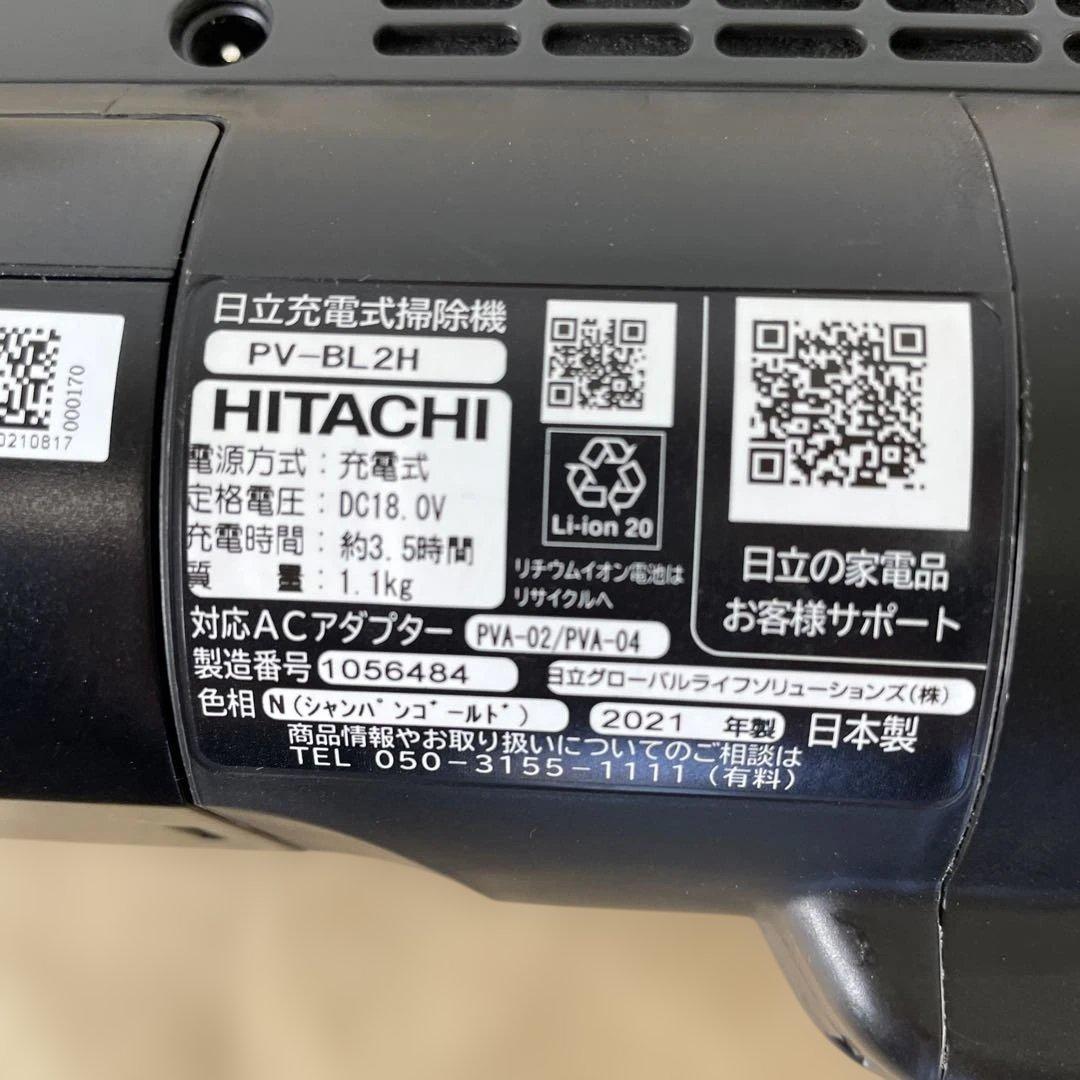 日立充電式掃除機
PV-BL2H
HITACHI
電源方式：充電式
定格電圧：DC18.0V
充電時間：約3.5時間
質　　量：1.1kg
Li-ion 20
リチウムイオン電池は
リサイクルへ
日立の家電品
お客様サポート
対応ACアダプター PVA-02/PVA-04
製造番号 1056484
日立グローバルライフソリューションズ(株)
色相 N(シャンパンゴールド) 2021 年製 日本製
商品情報やお取り扱いについてのご相談は
TEL 050-3155-1111(有料)
000170
0210817